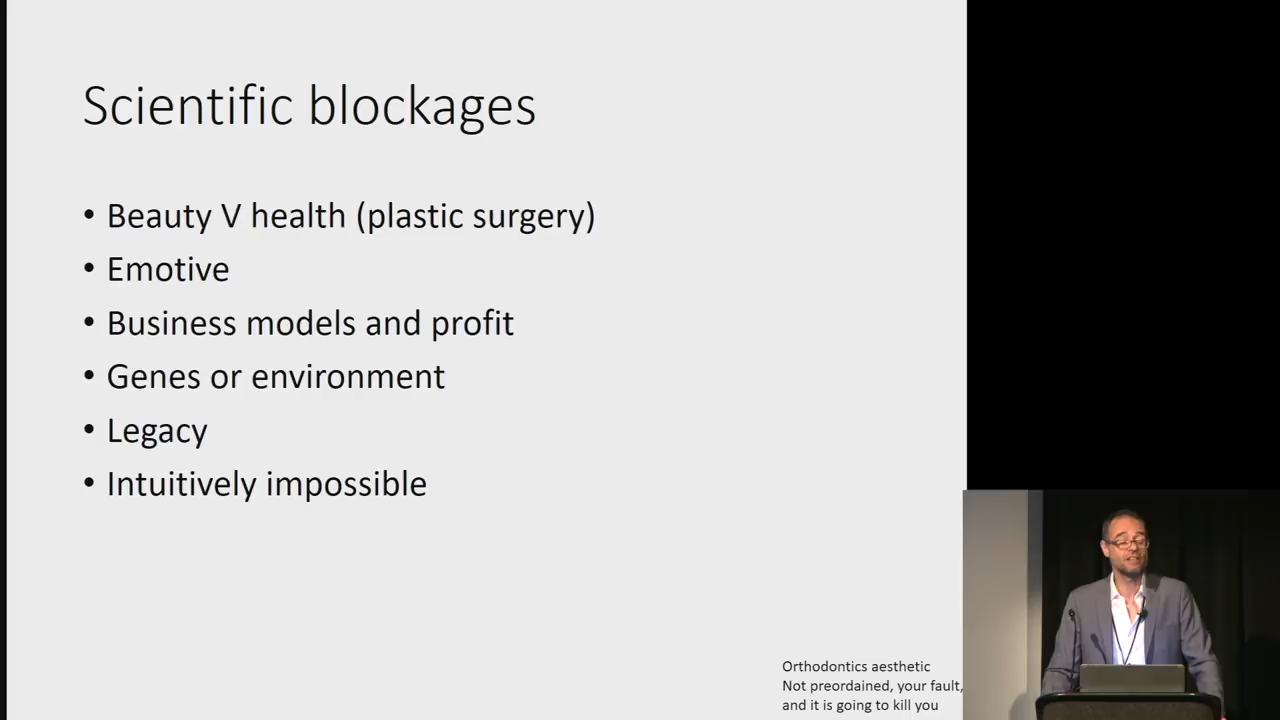 Scientific blockages
• Beauty V health (plastic surgery)
• Emotive
• Business models and profit
• Genes or environment
• Legacy
• Intuitively impossible
Orthodontics aesthetic
Not preordained, your fault,
and it is going to kill you